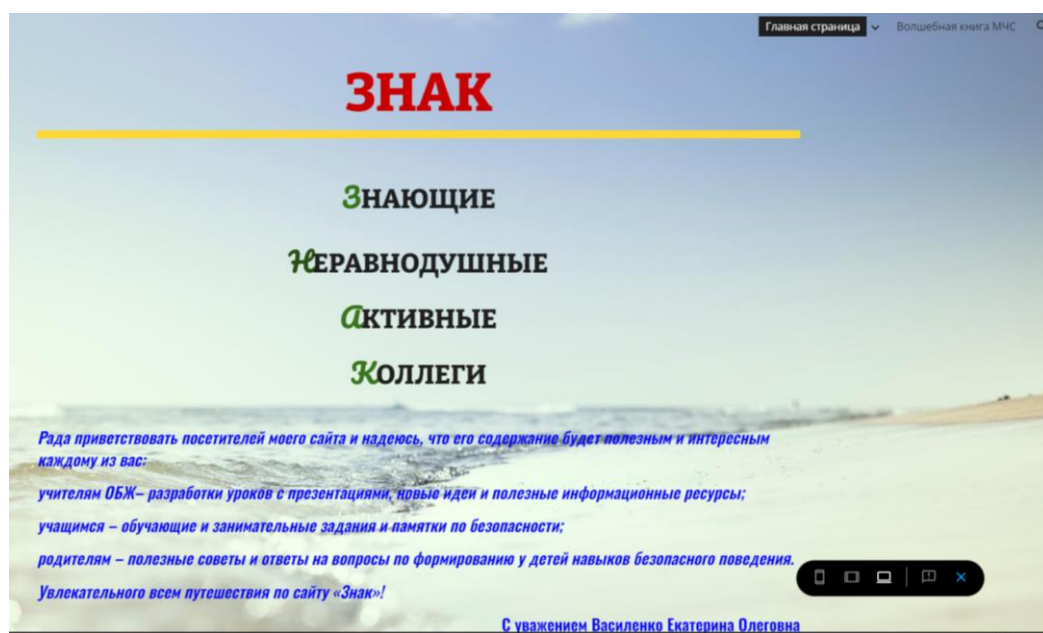 Главная страница
Волшебная книга МЧС
ЗНАК
ЗНАЮЩИЕ
НЕРАВНОДУШНЫЕ
АКТИВНЫЕ
КОЛЛЕГИ
Рада приветствовать посетителей моего сайта и надеюсь, что его содержание будет полезным и интересным
каждому из вас:
учителям ОБЖ– разработки уроков с презентациями, новые идеи и полезные информационные ресурсы;
учащимся – обучающие и занимательные задания и памятки по безопасности;
родителям – полезные советы и ответы на вопросы по формированию у детей навыков безопасного поведения.
Увлекательного всем путешествия по сайту «Знак»!
С уважением Василенко Екатерина Олеговна